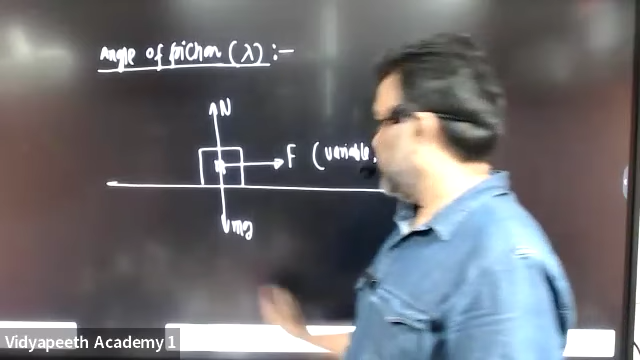 Angle of friction (λ) :-
N
F (variable
mg
Vidyapeeth Academy 1